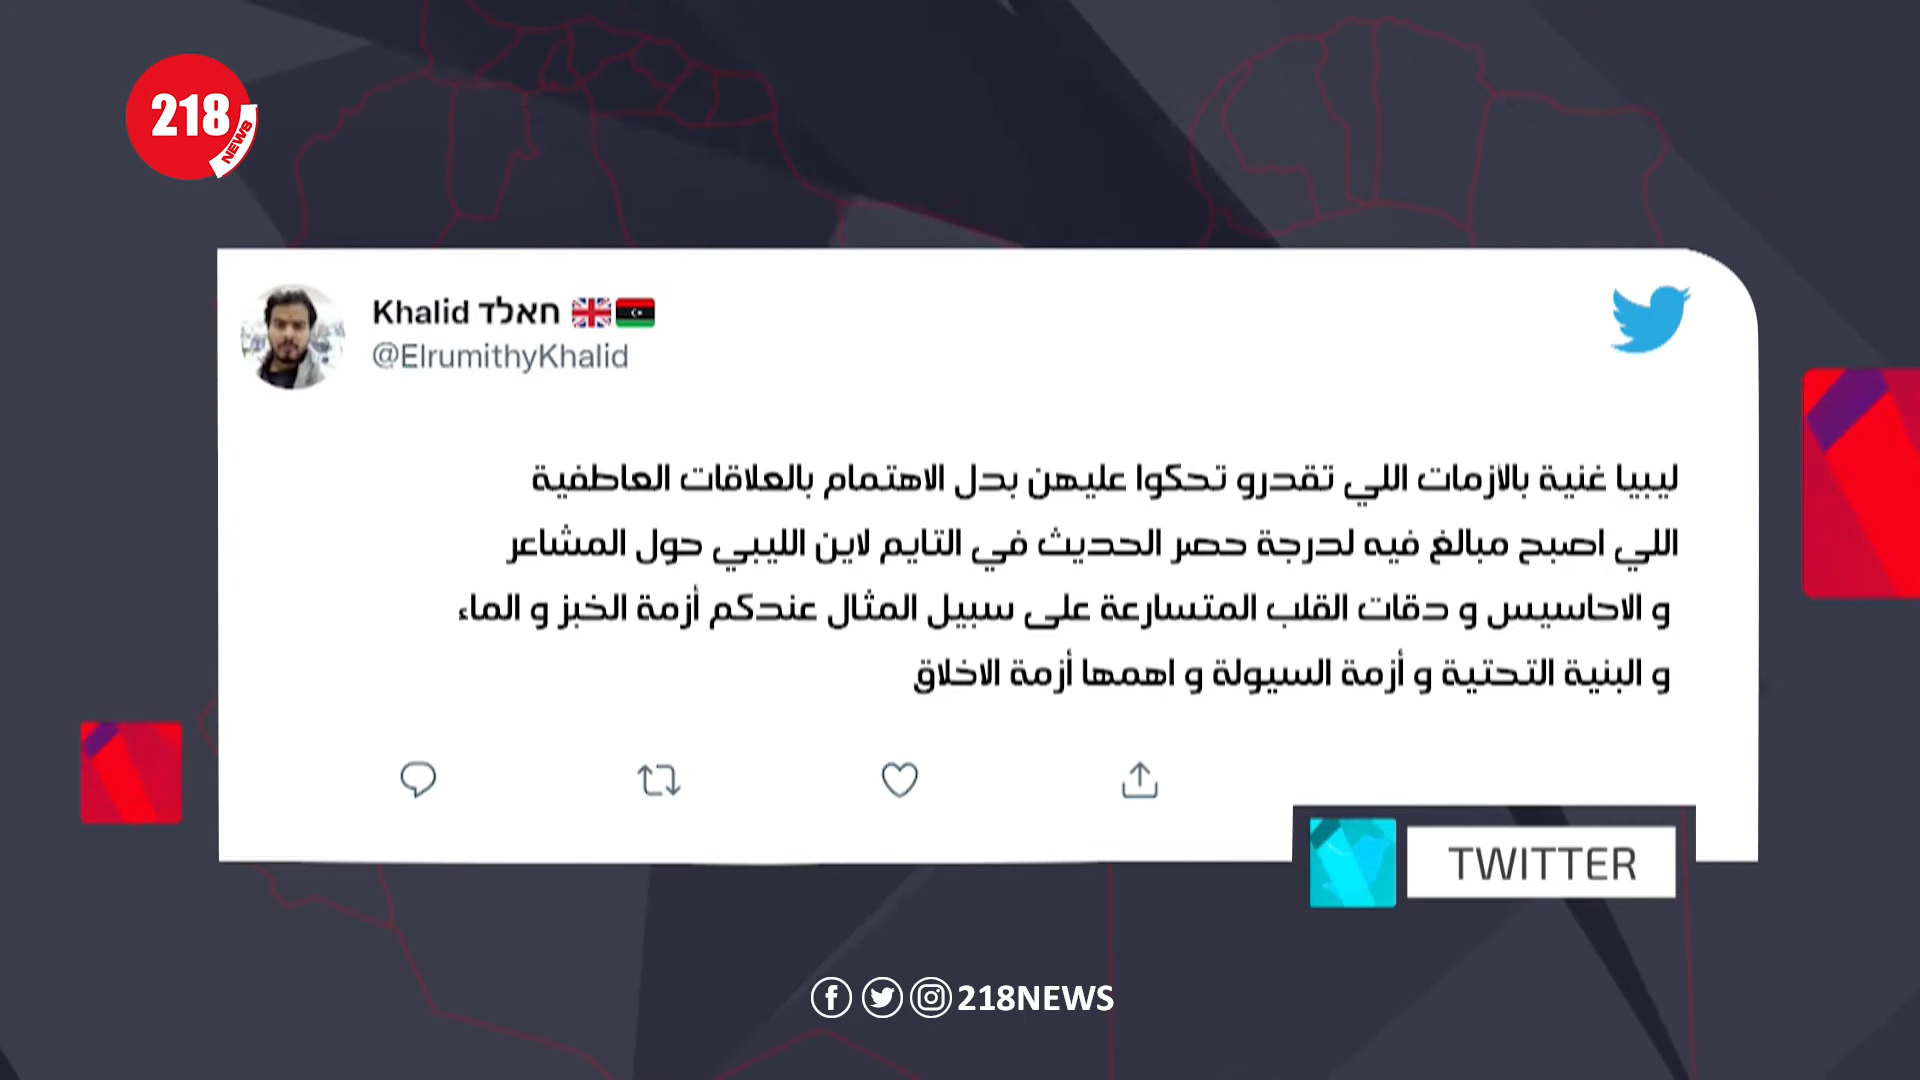 218
NEWS
Khalid חאלד
@ElrumithyKhalid
ليبيا غنية بالازمات اللي تقدرو تحكوا عليهن بدل الاهتمام بالعلاقات العاطفية
اللي اصبح مبالغ فيه لدرجة حصر الحديث في التايم لاين الليبي حول المشاعر
و الاحاسيس و دقات القلب المتسارعة على سبيل المثال عندكم أزمة الخبز و الماء
و البنية التحتية و أزمة السيولة و اهمها أزمة الاخلاق
TWITTER
218NEWS